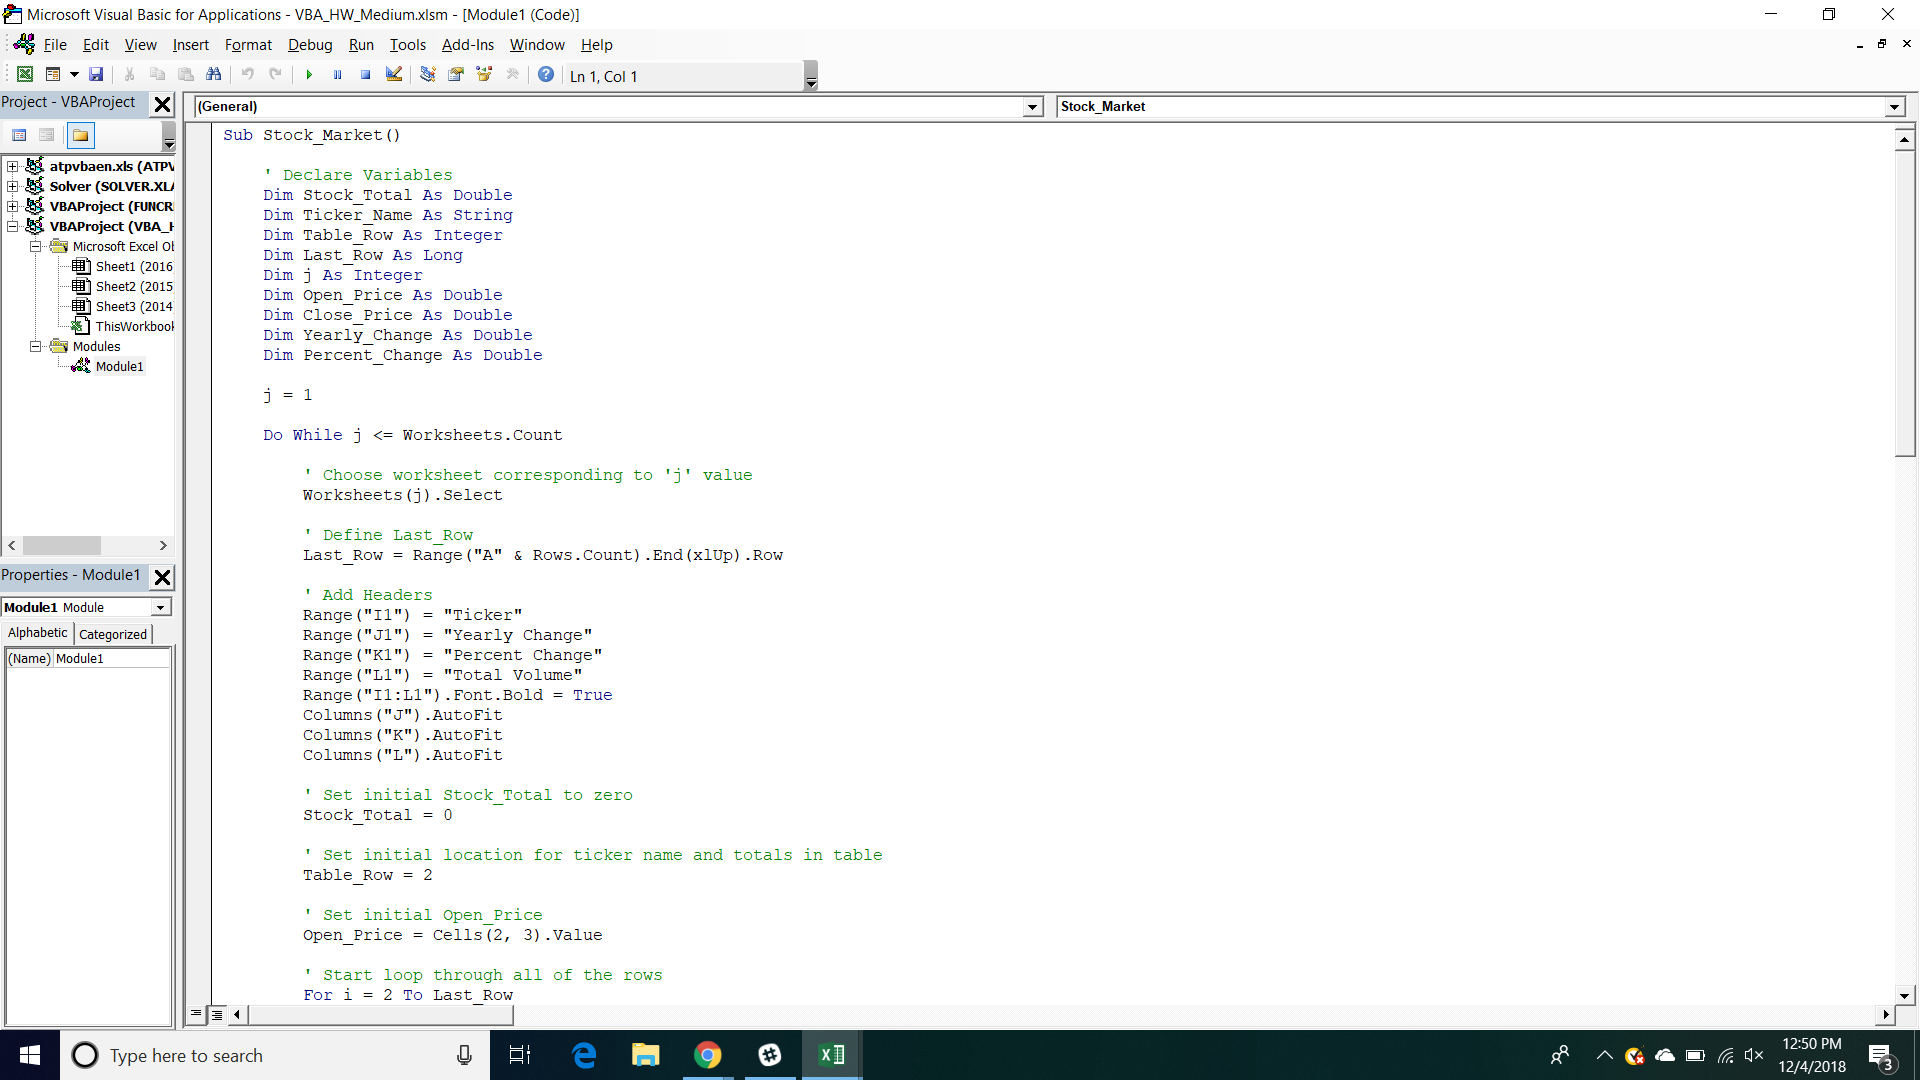 Microsoft Visual Basic for Applications - VBA_HW_Medium.xlsm - [Module1 (Code)]
File Edit View Insert Format Debug Run Tools Add-Ins Window Help
Ln 1, Col 1
Project - VBAProject
(General)
Stock_Market
atpvbaen.xls (ATPV
Solver (SOLVER.XLA
VBAProject (FUNCR
VBAProject (VBA_H
Microsoft Excel Ob
Sheet1 (2016
Sheet2 (2015
Sheet3 (2014
ThisWorkbook
Modules
Module1
Properties - Module1
Module1 Module
Alphabetic Categorized
(Name) Module1
Sub Stock_Market()
' Declare Variables
Dim Stock_Total As Double
Dim Ticker_Name As String
Dim Table_Row As Integer
Dim Last_Row As Long
Dim j As Integer
Dim Open_Price As Double
Dim Close_Price As Double
Dim Yearly_Change As Double
Dim Percent_Change As Double
j = 1
Do While j <= Worksheets.Count
' Choose worksheet corresponding to 'j' value
Worksheets(j).Select
' Define Last_Row
Last_Row = Range("A" & Rows.Count).End(xlUp).Row
' Add Headers
Range("I1") = "Ticker"
Range("J1") = "Yearly Change"
Range("K1") = "Percent Change"
Range("L1") = "Total Volume"
Range("I1:L1").Font.Bold = True
Columns("J").AutoFit
Columns("K").AutoFit
Columns("L").AutoFit
' Set initial Stock_Total to zero
Stock_Total = 0
' Set initial location for ticker name and totals in table
Table_Row = 2
' Set initial Open_Price
Open_Price = Cells(2, 3).Value
' Start loop through all of the rows
For i = 2 To Last_Row
Type here to search
12:50 PM
12/4/2018
3